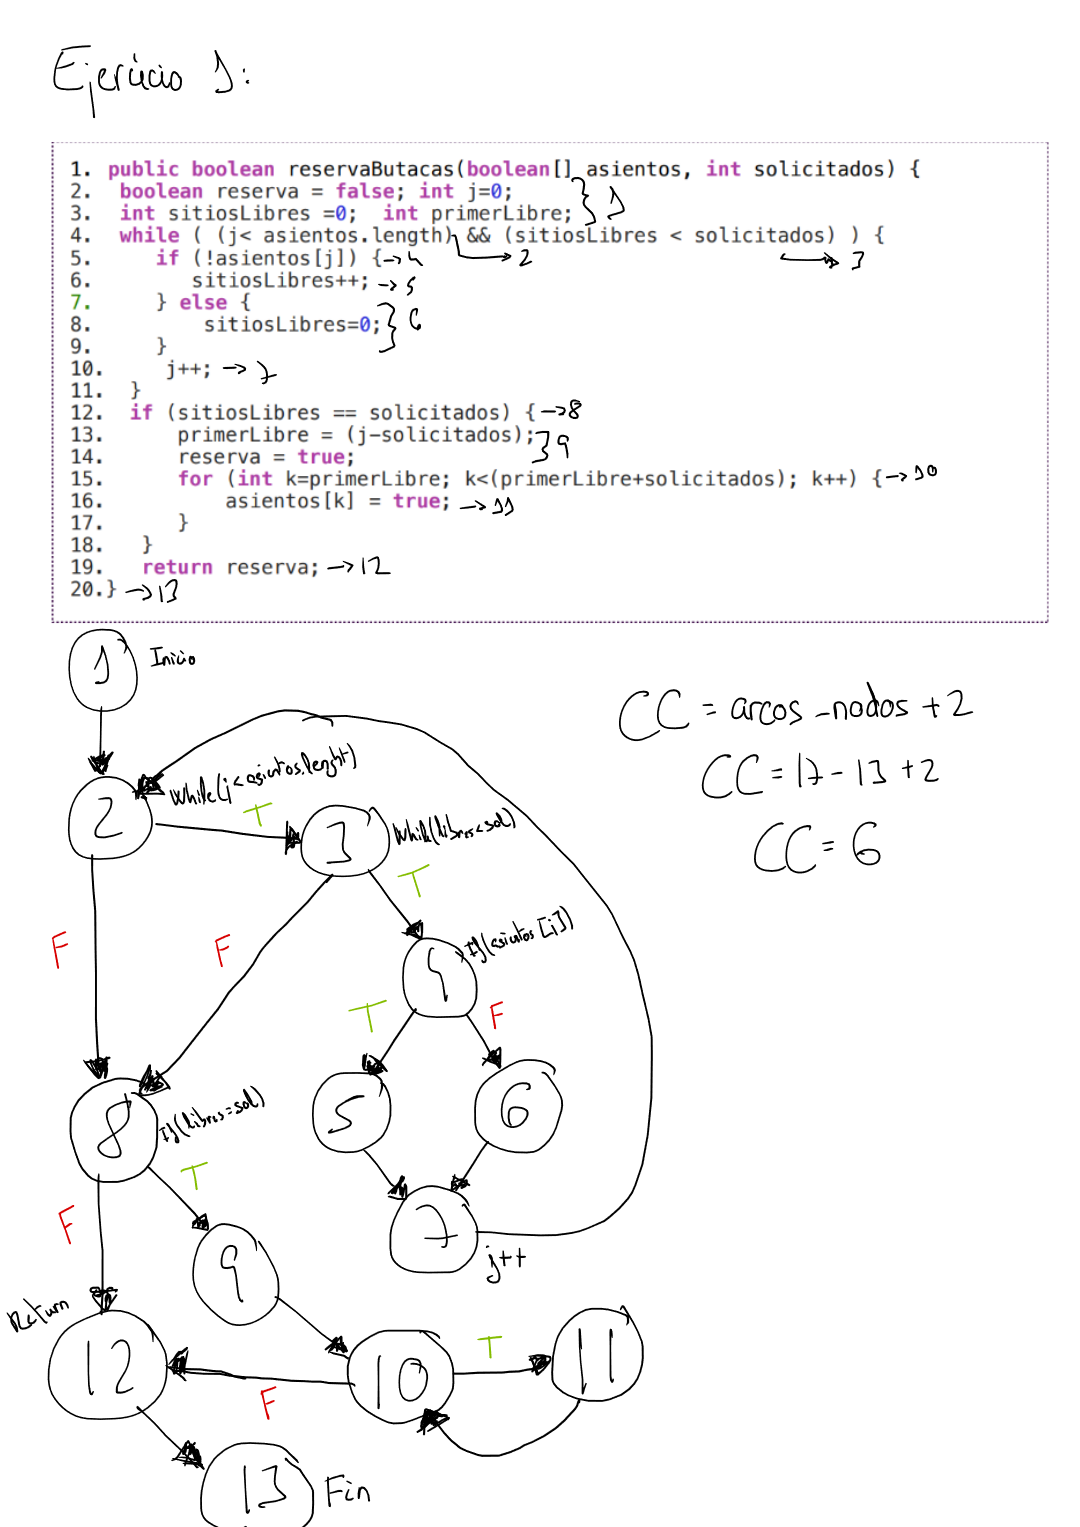 Ejercicio 1:
1. public boolean reservaButacas(boolean[] asientos, int solicitados) {
2. boolean reserva = false; int j=0; } 1
3. int sitiosLibres =0; int primerLibre;
4. while ( (j< asientos.length) && (sitiosLibres < solicitados) ) {
5. if (!asientos[j]) { → 4 → 2 → 3
6. sitiosLibres++; → 5
7. } else {
8. sitiosLibres=0; } 6
9. }
10. j++; → 7
11. }
12. if (sitiosLibres == solicitados) { → 8
13. primerLibre = (j-solicitados); } 9
14. reserva = true;
15. for (int k=primerLibre; k<(primerLibre+solicitados); k++) { → 10
16. asientos[k] = true; → 11
17. }
18. }
19. return reserva; → 12
20.} → 13
1 Inicio
CC = arcos - nodos + 2
CC = 17 - 13 + 2
CC = 6
2 While(j<asientos.lenght)
T
3 While(libres<sol)
T
F
F
4 If(asientos[j])
T
F
5
6
8 If(libres=sol)
T
F
7
j++
9
Return
12
10
T
11
F
13 Fin